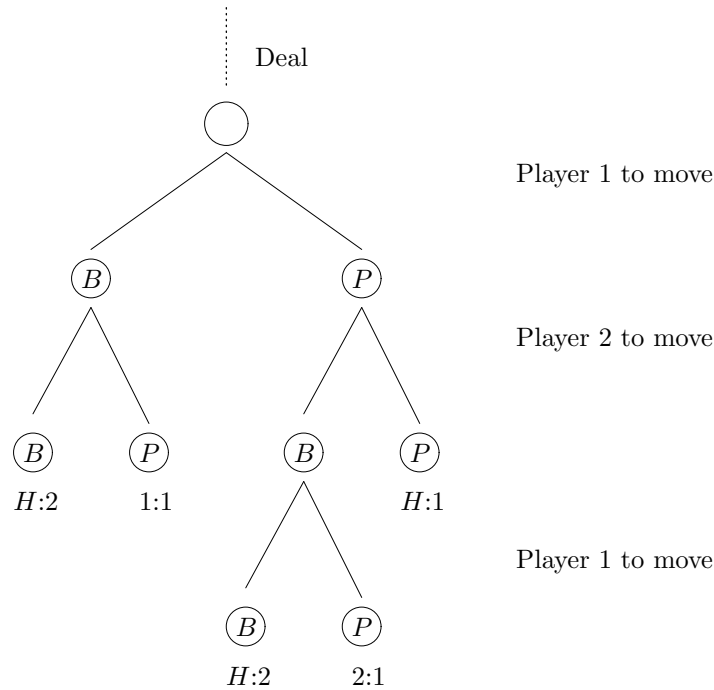 Deal
Player 1 to move
B P
Player 2 to move
B P B P
H:2 1:1 H:1
Player 1 to move
B P
H:2 2:1